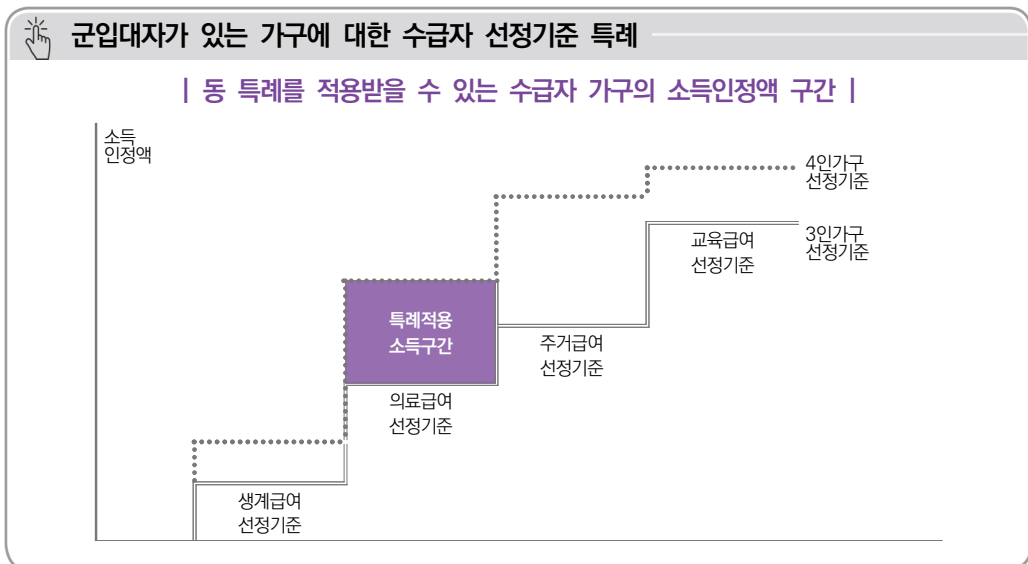 군입대자가 있는 가구에 대한 수급자 선정기준 특례
| 동 특례를 적용받을 수 있는 수급자 가구의 소득인정액 구간 |
소득
인정액
4인가구
선정기준
3인가구
선정기준
교육급여
선정기준
특례적용
소득구간
주거급여
선정기준
의료급여
선정기준
생계급여
선정기준